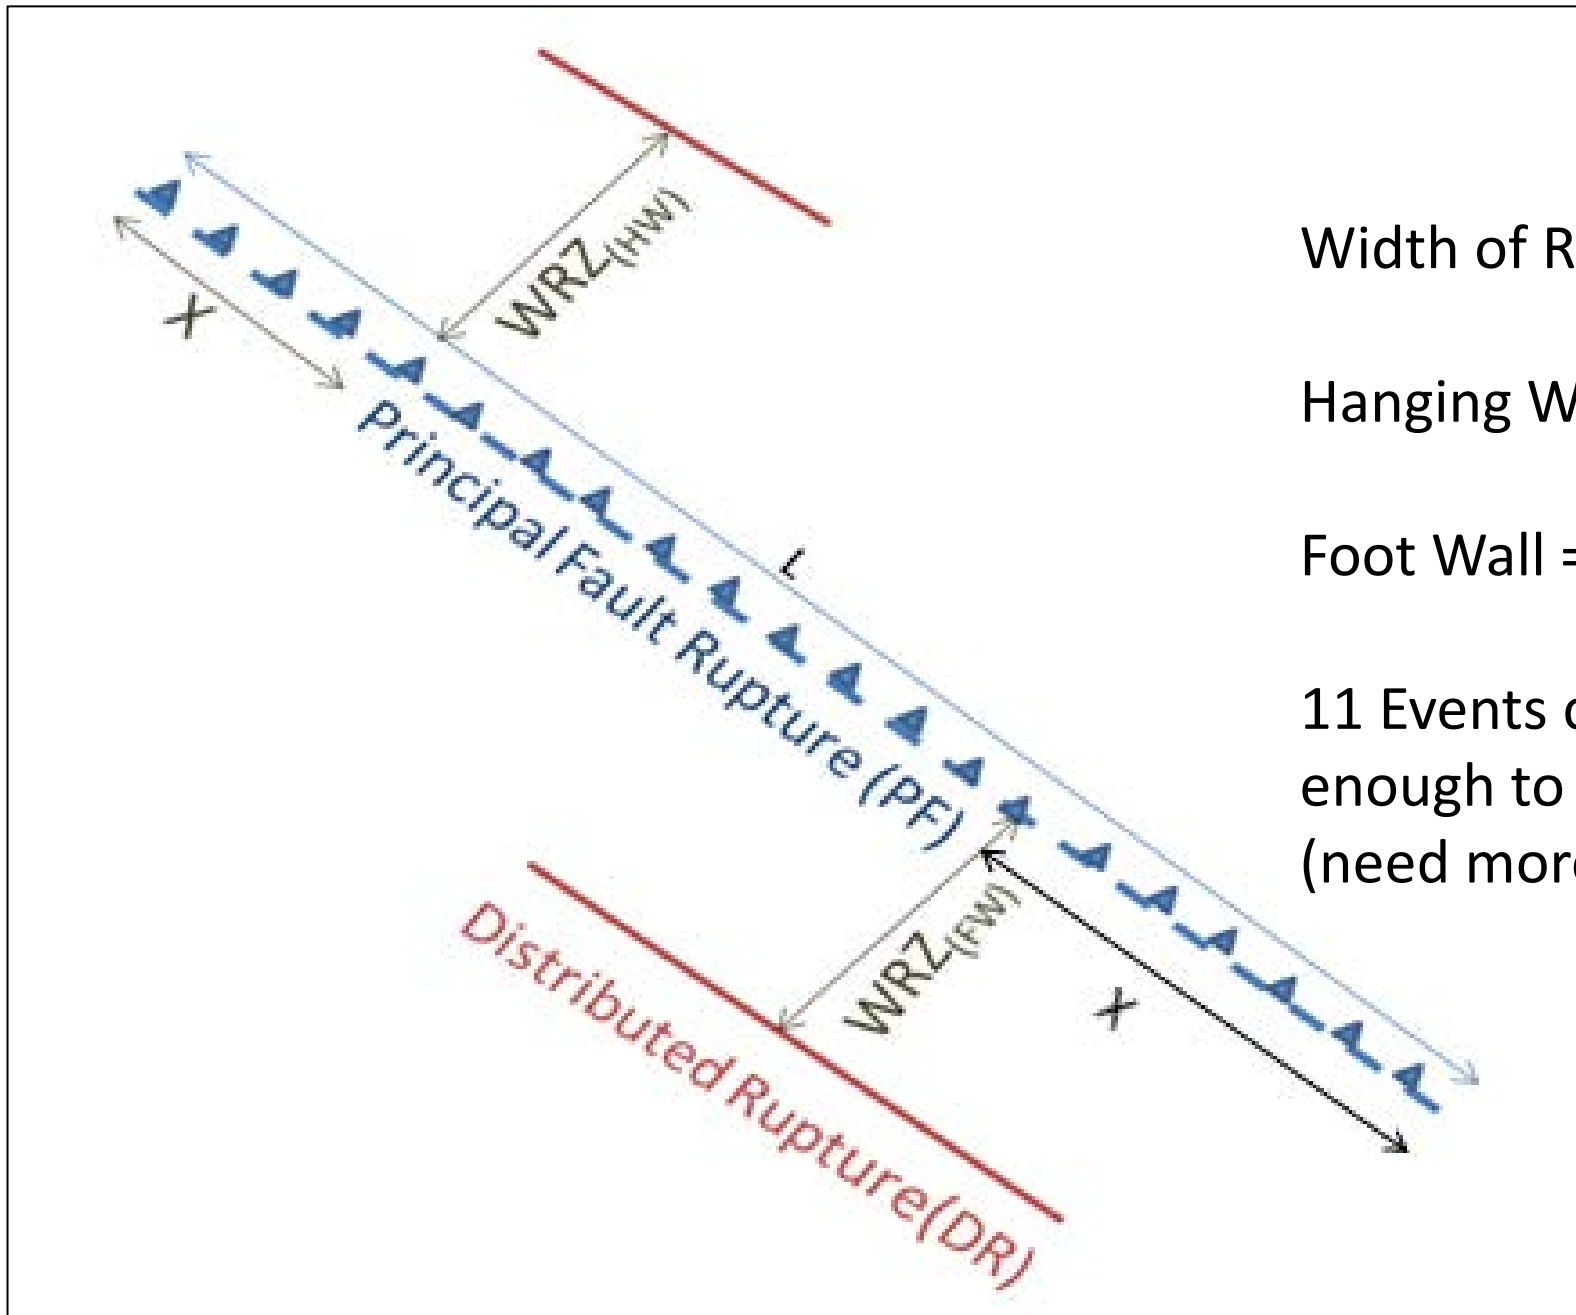 WRZ(HW)
X
Principal Fault Rupture (PF)
L
WRZ(FW)
X
Distributed Rupture(DR)
Width of R
Hanging W
Foot Wall =
11 Events
enough to
(need more